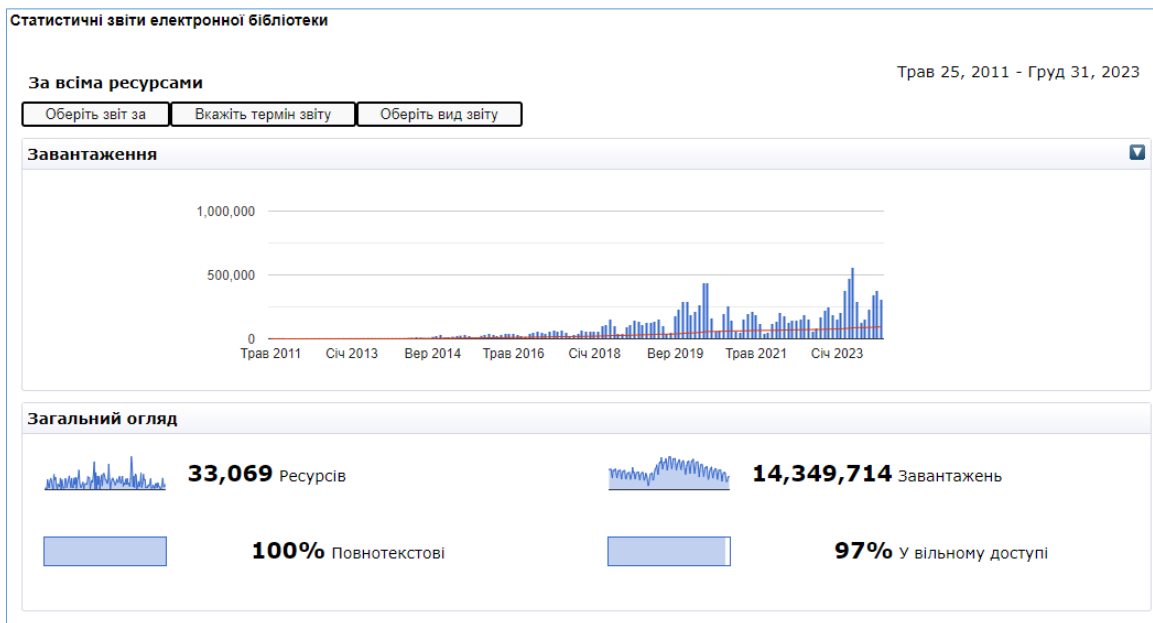 Статистичні звіти електронної бібліотеки
Трав 25, 2011 - Груд 31, 2023
За всіма ресурсами
Оберіть звіт за Вкажіть термін звіту Оберіть вид звіту
Завантаження
1,000,000
500,000
0
Трав 2011 Січ 2013 Вер 2014 Трав 2016 Січ 2018 Вер 2019 Трав 2021 Січ 2023
Загальний огляд
33,069 Ресурсів 14,349,714 Завантажень
100% Повнотекстові 97% У вільному доступі